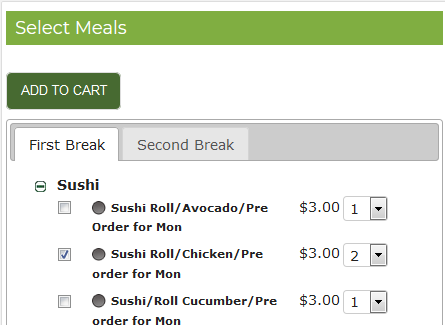 Select Meals
ADD TO CART
First Break Second Break
Sushi
Sushi Roll/Avocado/Pre $3.00 1
Order for Mon
Sushi Roll/Chicken/Pre $3.00 2
order for Mon
Sushi/Roll Cucumber/Pre $3.00 1
order for Mon